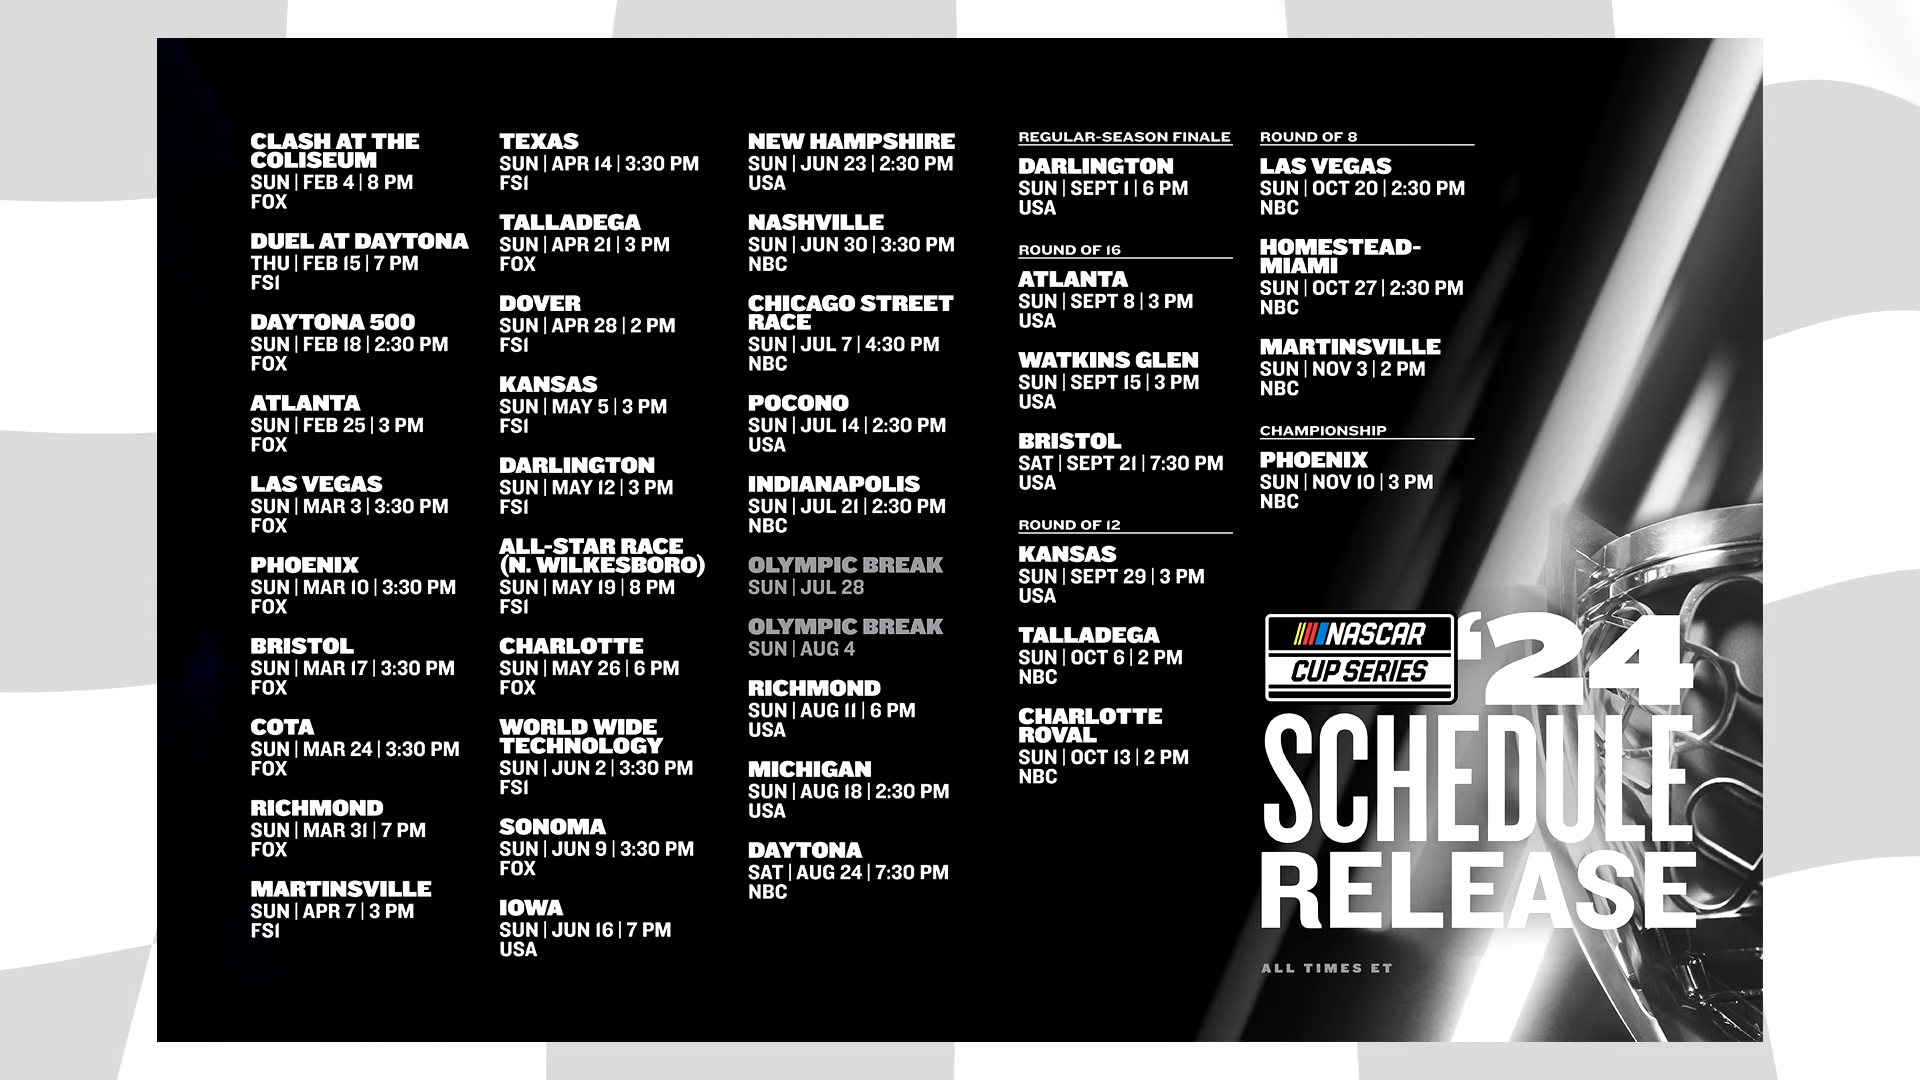 CLASH AT THE
COLISEUM
SUN | FEB 4 | 8 PM
FOX
DUEL AT DAYTONA
THU | FEB 15 | 7 PM
FS1
DAYTONA 500
SUN | FEB 18 | 2:30 PM
FOX
ATLANTA
SUN | FEB 25 | 3 PM
FOX
LAS VEGAS
SUN | MAR 3 | 3:30 PM
FOX
PHOENIX
SUN | MAR 10 | 3:30 PM
FOX
BRISTOL
SUN | MAR 17 | 3:30 PM
FOX
COTA
SUN | MAR 24 | 3:30 PM
FOX
RICHMOND
SUN | MAR 31 | 7 PM
FOX
MARTINSVILLE
SUN | APR 7 | 3 PM
FS1
TEXAS
SUN | APR 14 | 3:30 PM
FS1
TALLADEGA
SUN | APR 21 | 3 PM
FOX
DOVER
SUN | APR 28 | 2 PM
FS1
KANSAS
SUN | MAY 5 | 3 PM
FS1
DARLINGTON
SUN | MAY 12 | 3 PM
FS1
ALL-STAR RACE
(N. WILKESBORO)
SUN | MAY 19 | 8 PM
FS1
CHARLOTTE
SUN | MAY 26 | 6 PM
FOX
WORLD WIDE
TECHNOLOGY
SUN | JUN 2 | 3:30 PM
FS1
SONOMA
SUN | JUN 9 | 3:30 PM
FOX
IOWA
SUN | JUN 16 | 7 PM
USA
NEW HAMPSHIRE
SUN | JUN 23 | 2:30 PM
USA
NASHVILLE
SUN | JUN 30 | 3:30 PM
NBC
CHICAGO STREET
RACE
SUN | JUL 7 | 4:30 PM
NBC
POCONO
SUN | JUL 14 | 2:30 PM
USA
INDIANAPOLIS
SUN | JUL 21 | 2:30 PM
NBC
OLYMPIC BREAK
SUN | JUL 28
OLYMPIC BREAK
SUN | AUG 4
RICHMOND
SUN | AUG 11 | 6 PM
USA
MICHIGAN
SUN | AUG 18 | 2:30 PM
USA
DAYTONA
SAT | AUG 24 | 7:30 PM
NBC
REGULAR-SEASON FINALE
DARLINGTON
SUN | SEPT 1 | 6 PM
USA
ROUND OF 16
ATLANTA
SUN | SEPT 8 | 3 PM
USA
WATKINS GLEN
SUN | SEPT 15 | 3 PM
USA
BRISTOL
SAT | SEPT 21 | 7:30 PM
USA
ROUND OF 12
KANSAS
SUN | SEPT 29 | 3 PM
USA
TALLADEGA
SUN | OCT 6 | 2 PM
NBC
CHARLOTTE
ROVAL
SUN | OCT 13 | 2 PM
NBC
ROUND OF 8
LAS VEGAS
SUN | OCT 20 | 2:30 PM
NBC
HOMESTEAD-
MIAMI
SUN | OCT 27 | 2:30 PM
NBC
MARTINSVILLE
SUN | NOV 3 | 2 PM
NBC
CHAMPIONSHIP
PHOENIX
SUN | NOV 10 | 3 PM
NBC
NASCAR
CUP SERIES
‘24
SCHEDULE
RELEASE
ALL TIMES ET